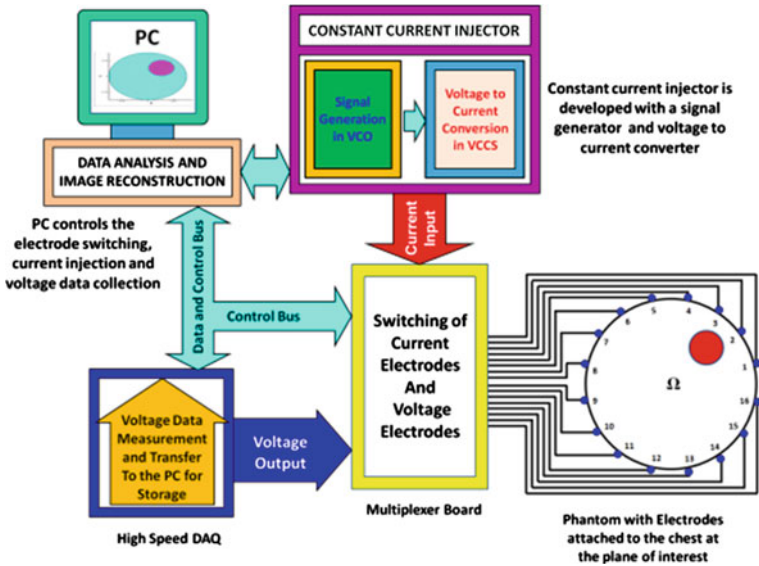 PC
CONSTANT CURRENT INJECTOR
Signal
Generation
in VCO
Voltage to
Current
Conversion
in VCCS
Constant current injector is
developed with a signal
generator and voltage to
current converter
DATA ANALYSIS AND
IMAGE RECONSTRUCTION
PC controls the
electrode switching,
current injection and
voltage data collection
Current
Input
Data and Control Bus
Control Bus
Switching of
Current
Electrodes
And
Voltage
Electrodes
Multiplexer Board
Voltage Data
Measurement
and Transfer
To the PC for
Storage
Voltage
Output
High Speed DAQ
5
4
3
6
2
7
1
8
Ω
9
16
10
15
11
14
12
13
Phantom with Electrodes
attached to the chest at
the plane of interest